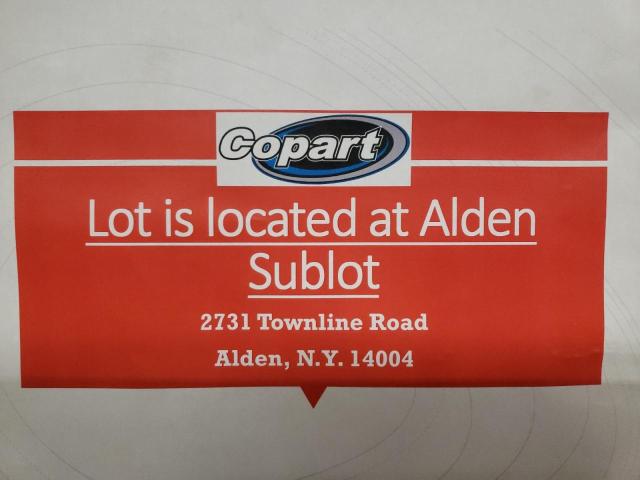 Copart
Lot is located at Alden
Sublot
2731 Townline Road
Alden, N.Y. 14004